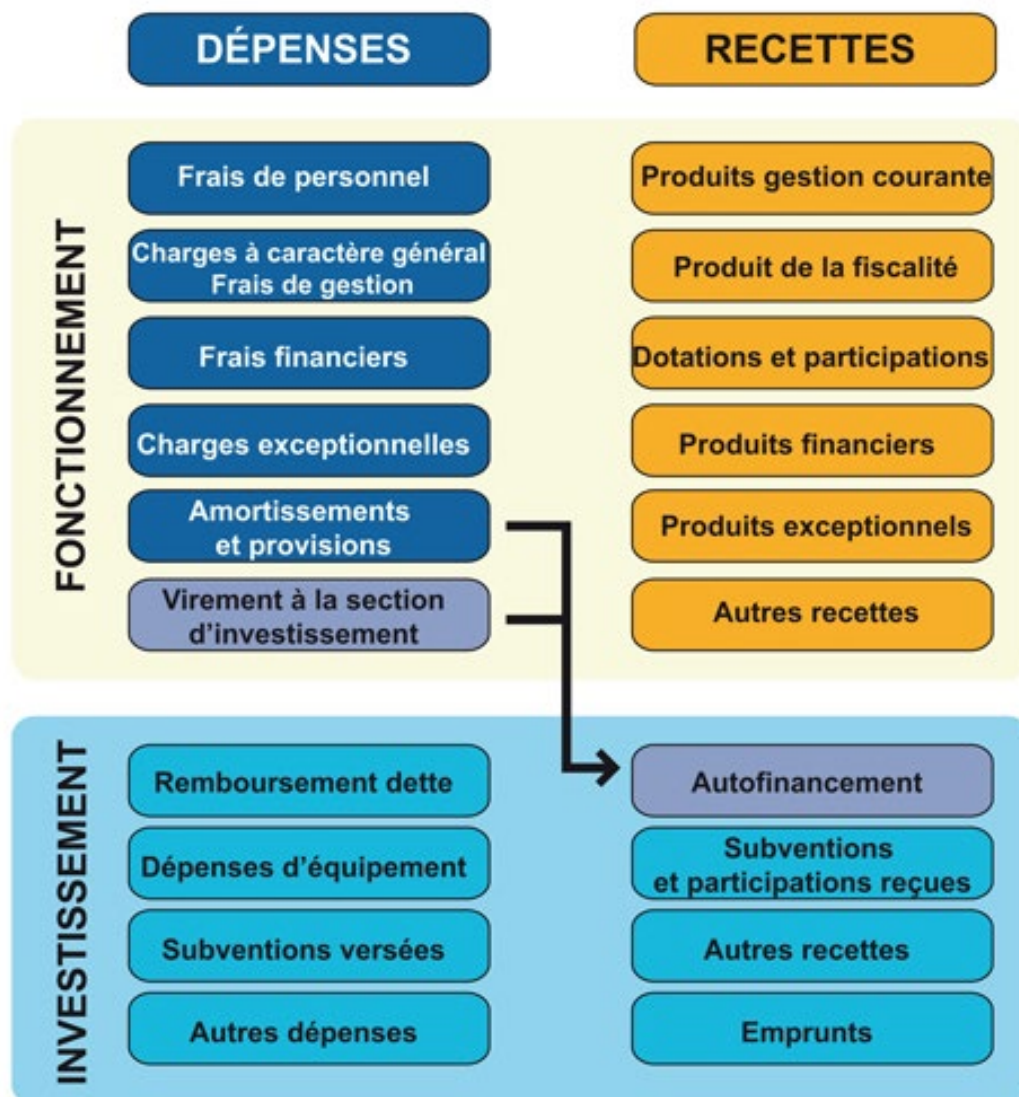 DÉPENSES
RECETTES
FONCTIONNEMENT
Frais de personnel
Produits gestion courante
Charges à caractère général
Frais de gestion
Produit de la fiscalité
Frais financiers
Dotations et participations
Charges exceptionnelles
Produits financiers
Amortissements
et provisions
Produits exceptionnels
Virement à la section
d'investissement
Autres recettes
INVESTISSEMENT
Remboursement dette
Autofinancement
Dépenses d'équipement
Subventions
et participations reçues
Subventions versées
Autres recettes
Autres dépenses
Emprunts